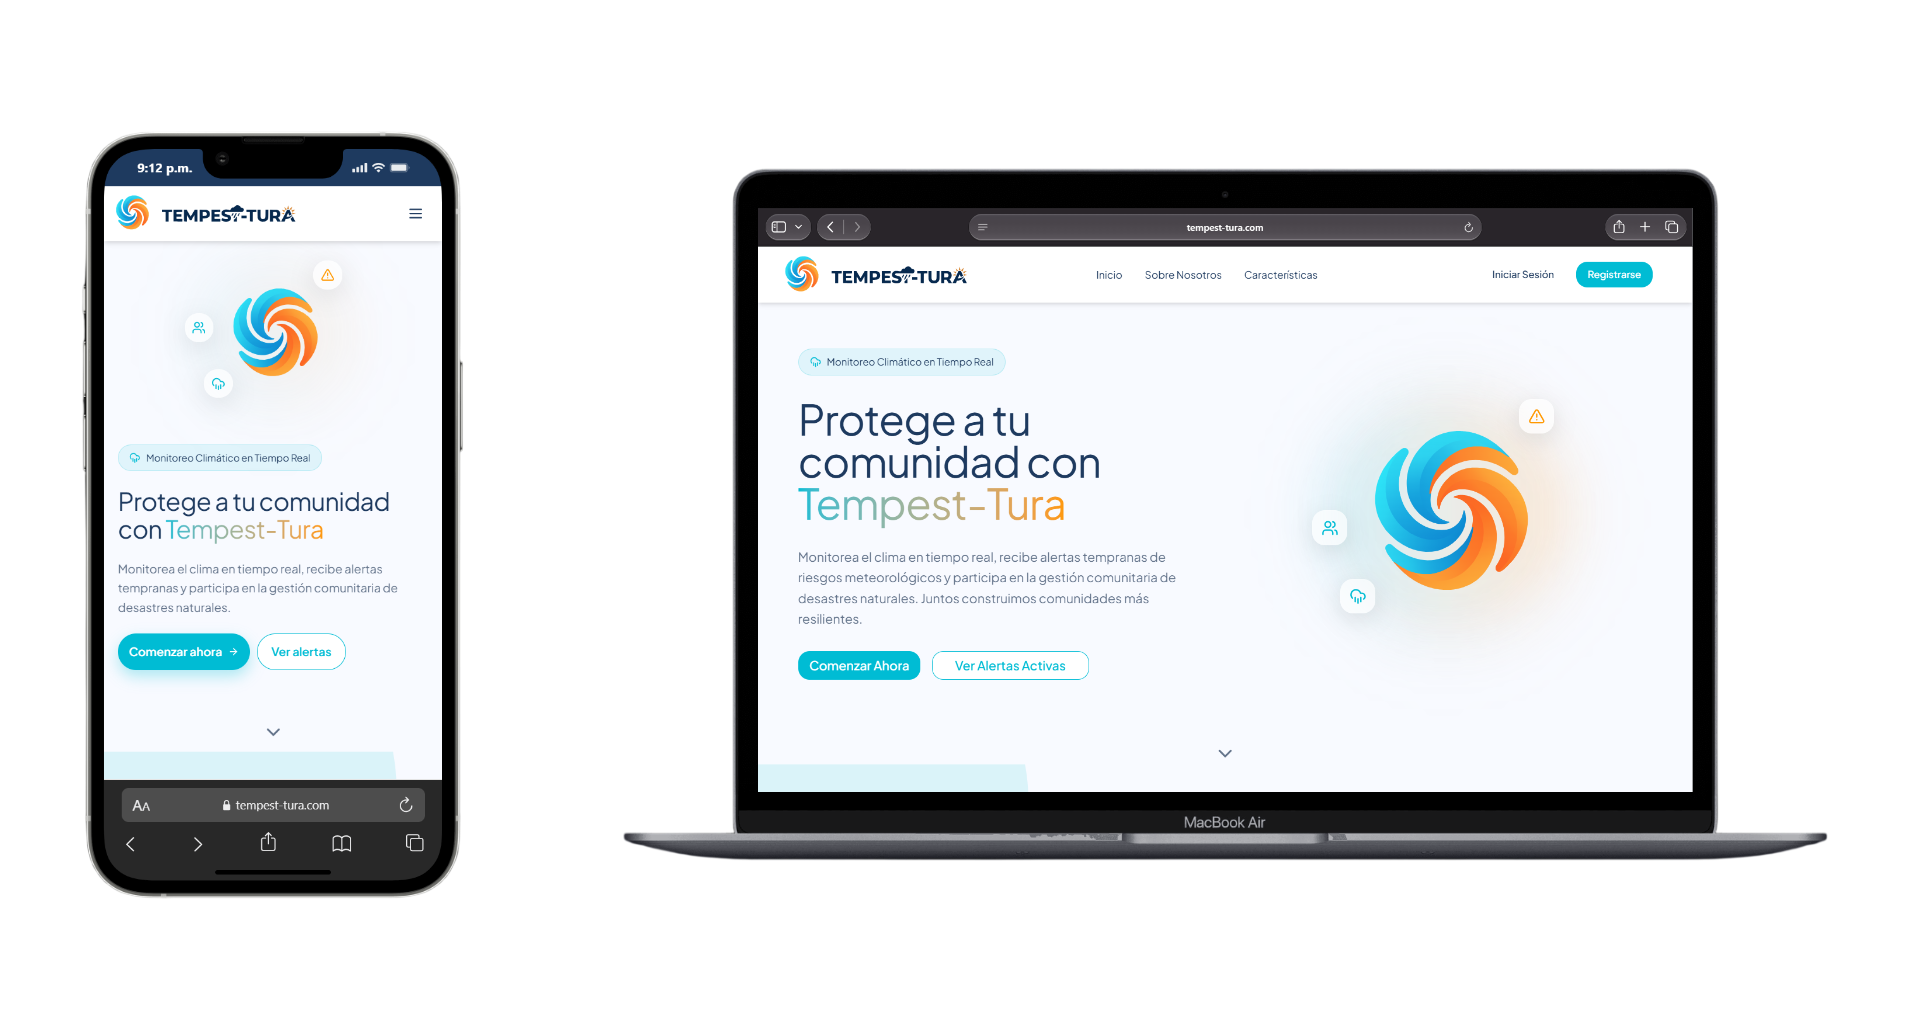 9:12 p.m.
TEMPEST-TURA
Monitoreo Climático en Tiempo Real
Protege a tu comunidad
con Tempest-Tura
Monitorea el clima en tiempo real, recibe alertas
tempranas y participa en la gestión comunitaria de
desastres naturales.
Comenzar ahora → Ver alertas
AA tempest-tura.com
tempest-tura.com
TEMPEST-TURA Inicio Sobre Nosotros Características Iniciar Sesión Registrarse
Monitoreo Climático en Tiempo Real
Protege a tu
comunidad con
Tempest-Tura
Monitorea el clima en tiempo real, recibe alertas tempranas de
riesgos meteorológicos y participa en la gestión comunitaria de
desastres naturales. Juntos construimos comunidades más
resilientes.
Comenzar Ahora Ver Alertas Activas
MacBook Air